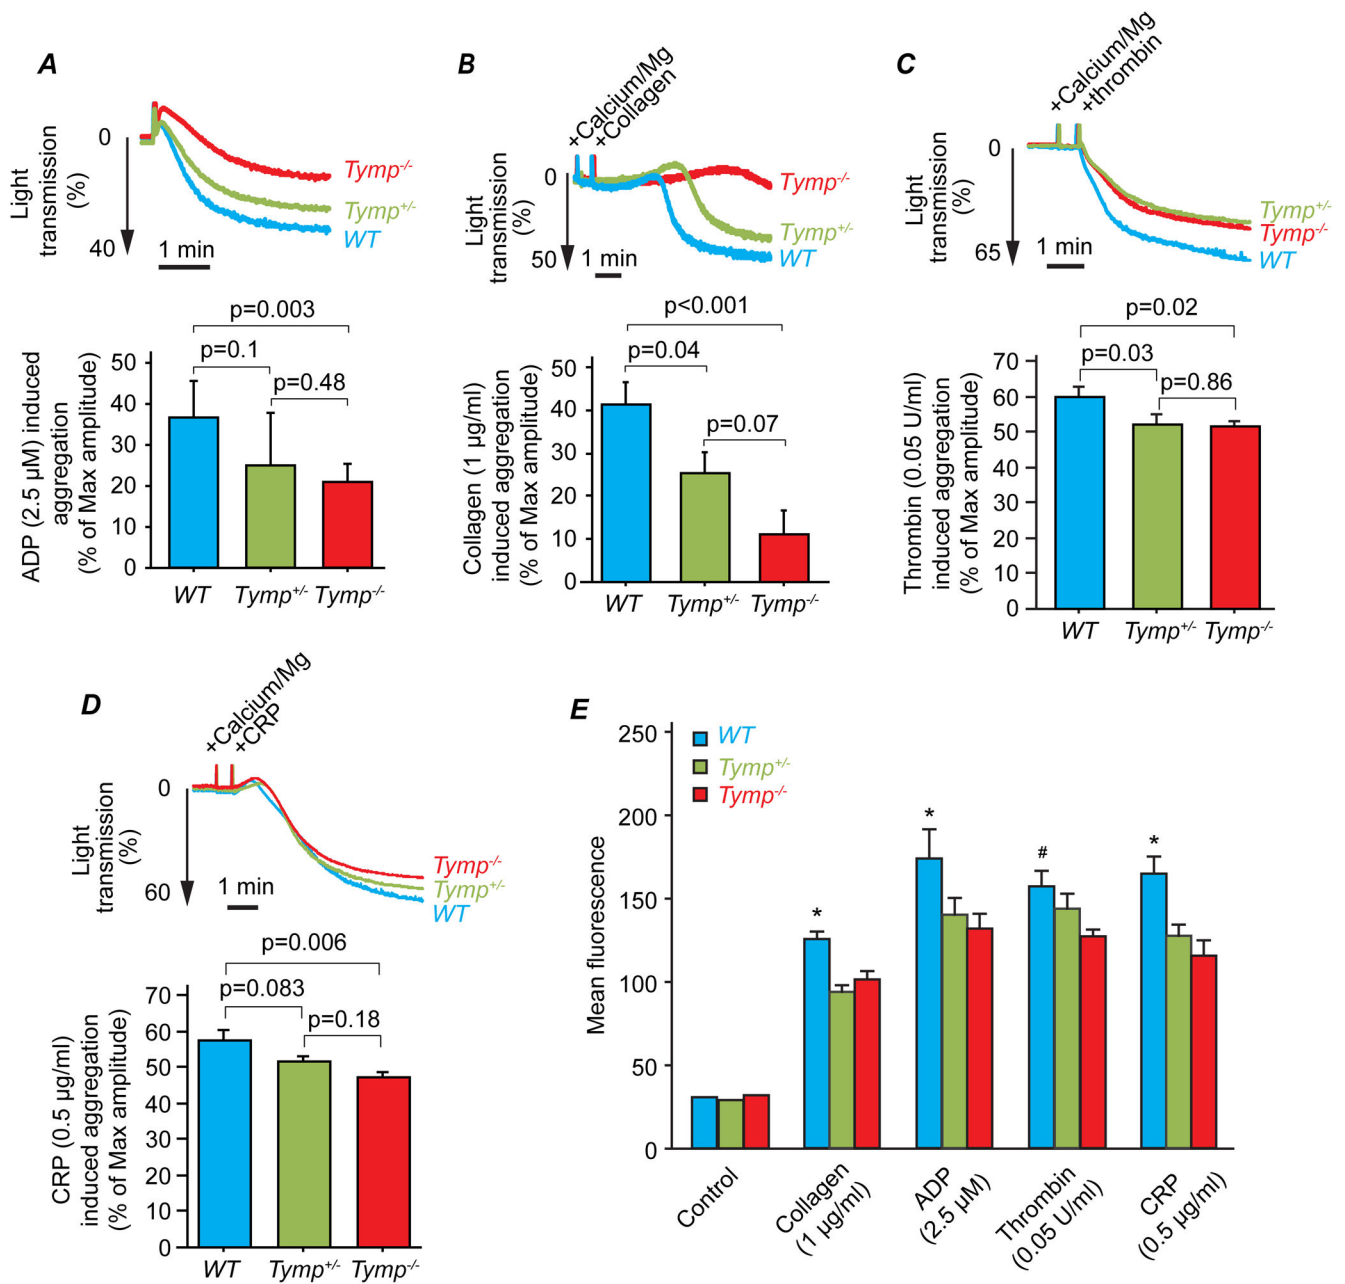 A
0
40
Light
transmission
(%)
1 min
Tymp-/-
Tymp+/-
WT
p=0.003
p=0.1
p=0.48
ADP (2.5 µM) induced
aggregation
(% of Max amplitude)
50
40
30
20
10
0
WT Tymp+/- Tymp-/-
B
+Calcium/Mg
+Collagen
0
50
Light
transmission
(%)
1 min
Tymp-/-
Tymp+/-
WT
p<0.001
p=0.04
p=0.07
Collagen (1 µg/ml)
induced aggregation
(% of Max amplitude)
50
40
30
20
10
0
WT Tymp+/- Tymp-/-
C
+Calcium/Mg
+thrombin
0
65
Light
transmission
(%)
1 min
Tymp+/-
Tymp-/-
WT
p=0.02
p=0.03
p=0.86
Thrombin (0.05 U/ml)
induced aggregation
(% of Max amplitude)
70
60
50
40
30
20
10
0
WT Tymp+/- Tymp-/-
D
+Calcium/Mg
+CRP
0
60
Light
transmission
(%)
1 min
Tymp-/-
Tymp+/-
WT
p=0.006
p=0.083
p=0.18
CRP (0.5 µg/ml)
induced aggregation
(% of Max amplitude)
70
60
50
40
30
20
10
0
WT Tymp+/- Tymp-/-
E
WT
Tymp+/-
Tymp-/-
Mean fluorescence
250
200
150
100
50
0
*
*
#
*
Control
Collagen
(1 µg/ml)
ADP
(2.5 µM)
Thrombin
(0.05 U/ml)
CRP
(0.5 µg/ml)